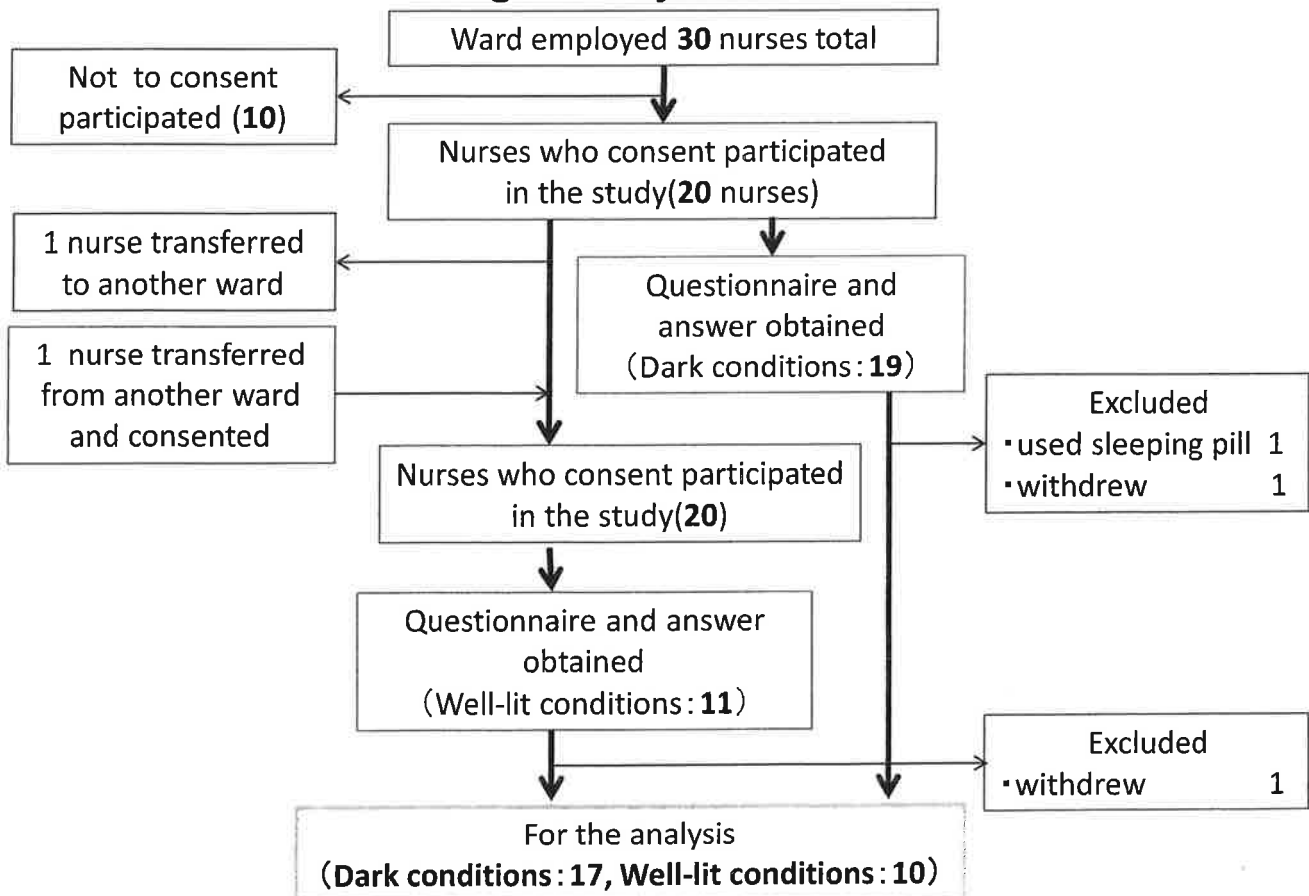 Ward employed 30 nurses total
Not to consent
participated (10)
Nurses who consent participated
in the study(20 nurses)
1 nurse transferred
to another ward
Questionnaire and
answer obtained
（Dark conditions：19）
1 nurse transferred
from another ward
and consented
Excluded
▪used sleeping pill 1
▪withdrew 1
Nurses who consent participated
in the study(20)
Questionnaire and answer
obtained
（Well-lit conditions：11）
Excluded
▪withdrew 1
For the analysis
（Dark conditions：17, Well-lit conditions：10）